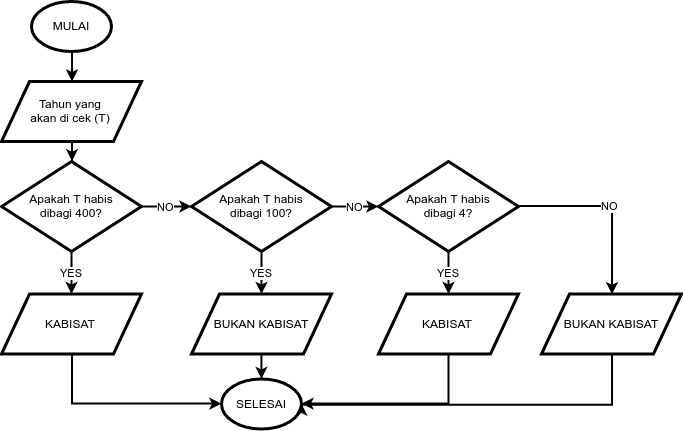 MULAI
Tahun yang
akan di cek (T)
Apakah T habis
dibagi 400?
NO
Apakah T habis
dibagi 100?
NO
Apakah T habis
dibagi 4?
NO
YES
YES
YES
KABISAT
BUKAN KABISAT
KABISAT
BUKAN KABISAT
SELESAI